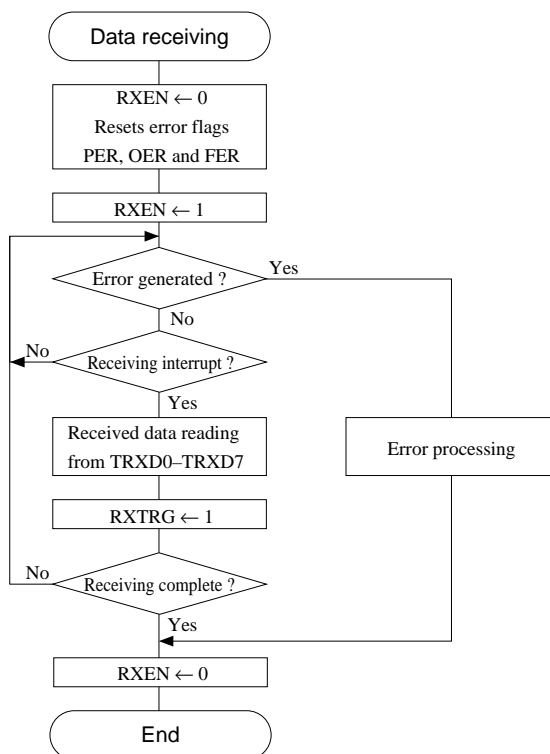 Data receiving
RXEN ← 0
Resets error flags
PER, OER and FER
RXEN ← 1
Error generated ?
Yes
No
Receiving interrupt ?
No
Yes
Received data reading
from TRXD0–TRXD7
Error processing
RXTRG ← 1
Receiving complete ?
No
Yes
RXEN ← 0
End